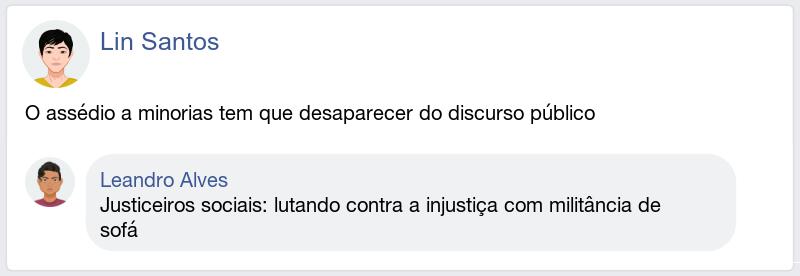 Lin Santos
O assédio a minorias tem que desaparecer do discurso público
Leandro Alves
Justiceiros sociais: lutando contra a injustiça com militância de
sofá